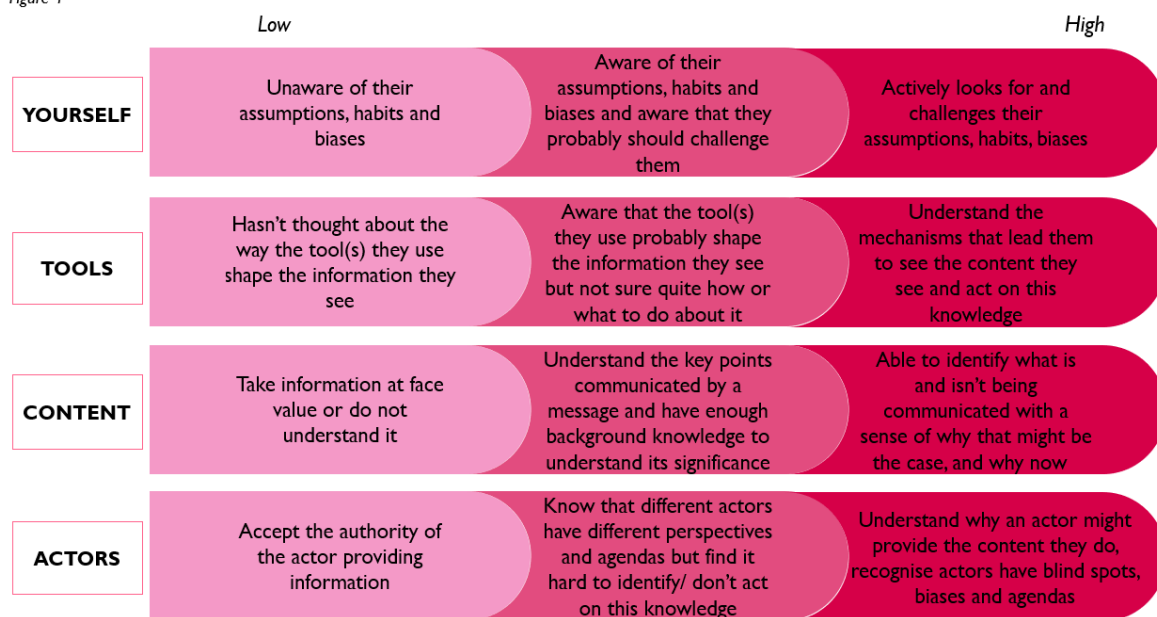 Low
High
YOURSELF
Unaware of their
assumptions, habits and
biases
Aware of their
assumptions, habits and
biases and aware that they
probably should challenge
them
Actively looks for and
challenges their
assumptions, habits, biases
TOOLS
Hasn't thought about the
way the tool(s) they use
shape the information they
see
Aware that the tool(s)
they use probably shape
the information they see
but not sure quite how or
what to do about it
Understand the
mechanisms that lead them
to see the content they
see and act on this
knowledge
CONTENT
Take information at face
value or do not
understand it
Understand the key points
communicated by a
message and have enough
background knowledge to
understand its significance
Able to identify what is
and isn't being
communicated with a
sense of why that might be
the case, and why now
ACTORS
Accept the authority of
the actor providing
information
Know that different actors
have different perspectives
and agendas but find it
hard to identify/ don't act
on this knowledge
Understand why an actor might
provide the content they do,
recognise actors have blind spots,
biases and agendas